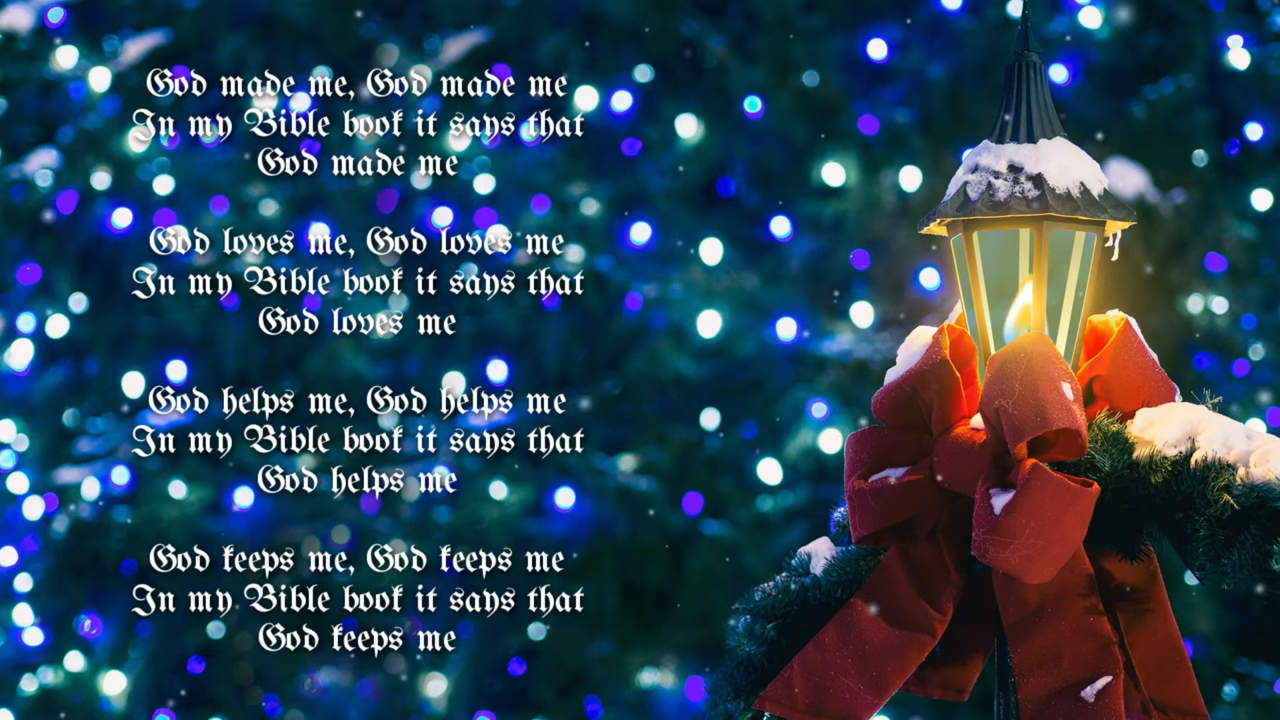 God made me, God made me
In my Bible book it says that
God made me
God loves me, God loves me
In my Bible book it says that
God loves me
God helps me, God helps me
In my Bible book it says that
God helps me
God keeps me, God keeps me
In my Bible book it says that
God keeps me